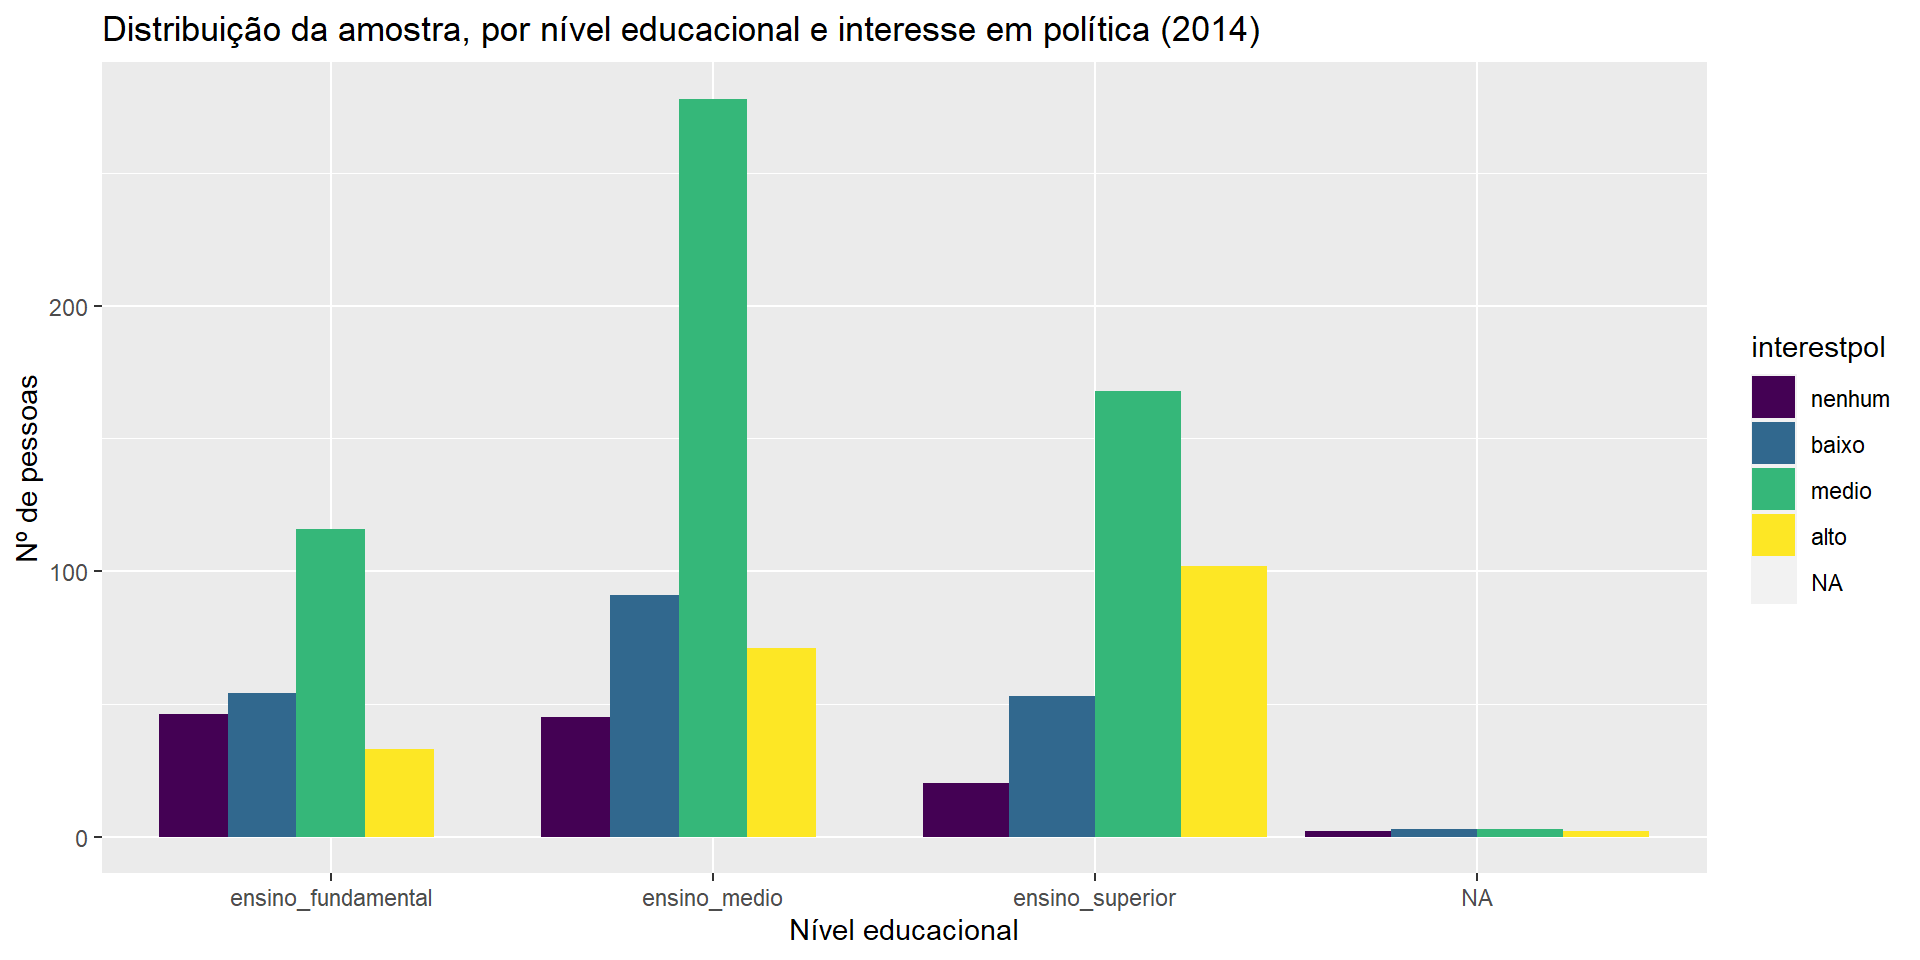 Distribuição da amostra, por nível educacional e interesse em política (2014)
Nº de pessoas
200
100
0
ensino_fundamental
ensino_medio
ensino_superior
NA
Nível educacional
interestpol
nenhum
baixo
medio
alto
NA